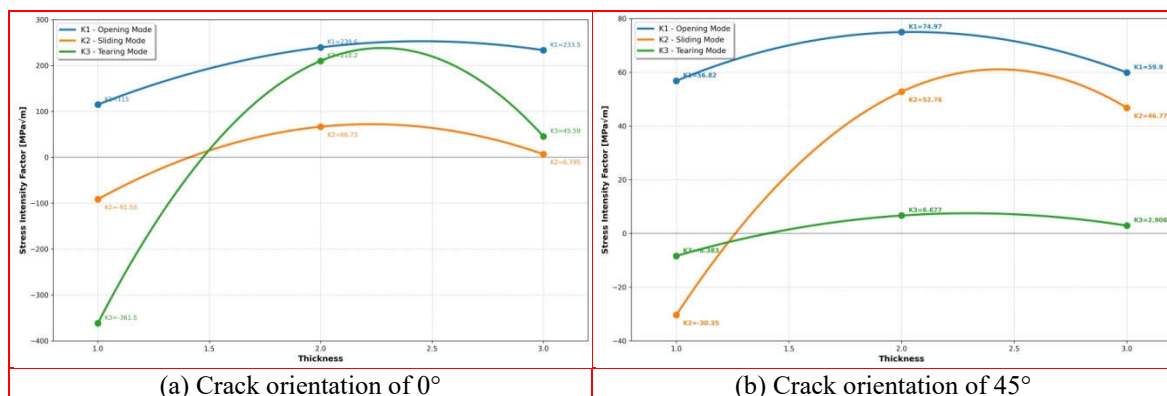 K1 - Opening Mode
K2 - Sliding Mode
K3 - Tearing Mode
Stress Intensity Factor [MPa√m]
300
200
100
0
−100
−200
−300
−400
K1=239.6
K1=233.5
K2=66.73
K3=45.59
K2=6.795
K2=-91.53
K3=-361.5
1.0
1.5
2.0
2.5
3.0
Thickness
(a) Crack orientation of 0°
K1 - Opening Mode
K2 - Sliding Mode
K3 - Tearing Mode
Stress Intensity Factor [MPa√m]
80
60
40
20
0
−20
−40
K1=74.97
K1=56.82
K1=59.9
K2=52.76
K2=46.77
K3=6.677
K3=2.906
K2=-30.35
1.0
1.5
2.0
2.5
3.0
Thickness
(b) Crack orientation of 45°